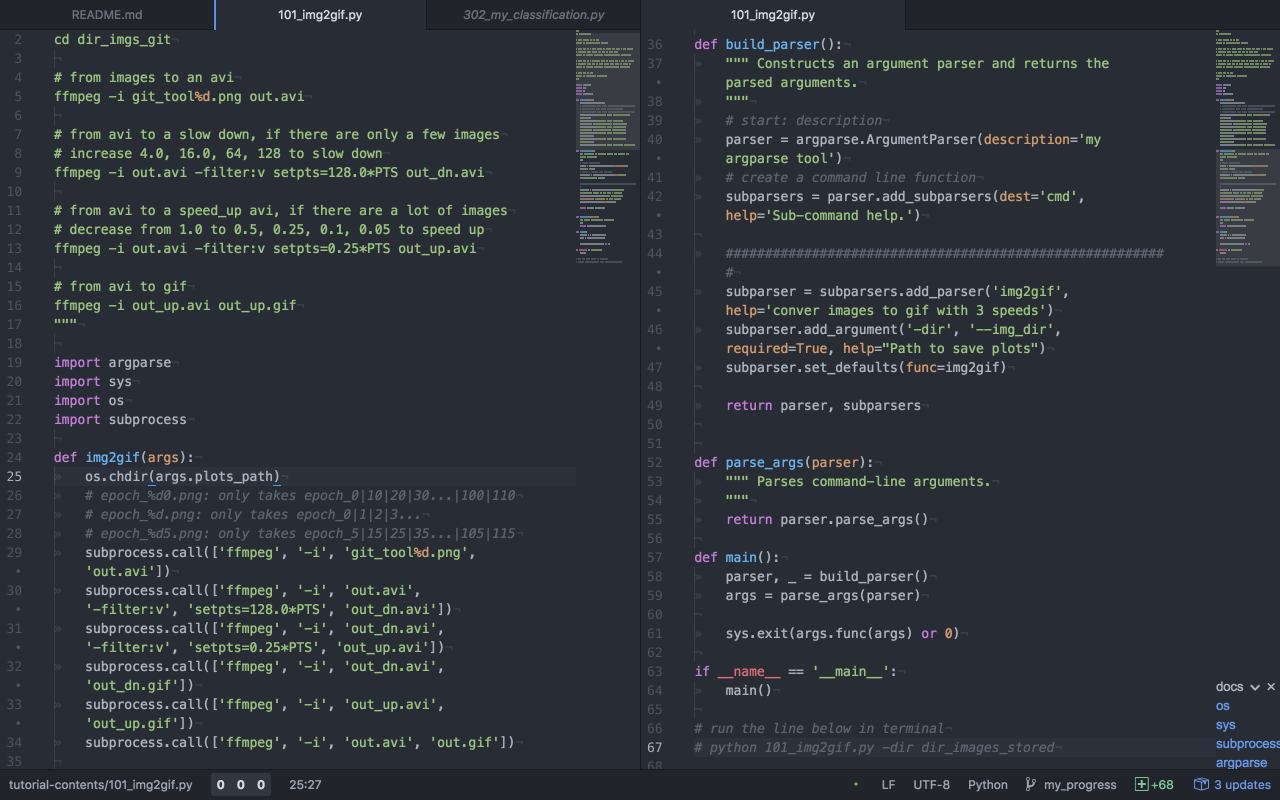 README.md
101_img2gif.py
302_my_classification.py
101_img2gif.py
2 cd dir_imgs_git
3
4 # from images to an avi
5 ffmpeg -i git_tool%d.png out.avi
6
7 # from avi to a slow down, if there are only a few images
8 # increase 4.0, 16.0, 64, 128 to slow down
9 ffmpeg -i out.avi -filter:v setpts=128.0*PTS out_dn.avi
10
11 # from avi to a speed_up avi, if there are a lot of images
12 # decrease from 1.0 to 0.5, 0.25, 0.1, 0.05 to speed up
13 ffmpeg -i out.avi -filter:v setpts=0.25*PTS out_up.avi
14
15 # from avi to gif
16 ffmpeg -i out_up.avi out_up.gif
17 """
18
19 import argparse
20 import sys
21 import os
22 import subprocess
23
24 def img2gif(args):
25 os.chdir(args.plots_path)
26 # epoch_%d0.png: only takes epoch_0|10|20|30...|100|110
27 # epoch_%d.png: only takes epoch_0|1|2|3...
28 # epoch_%d5.png: only takes epoch_5|15|25|35...|105|115
29 subprocess.call(['ffmpeg', '-i', 'git_tool%d.png',
• 'out.avi'])
30 subprocess.call(['ffmpeg', '-i', 'out.avi',
• '-filter:v', 'setpts=128.0*PTS', 'out_dn.avi'])
31 subprocess.call(['ffmpeg', '-i', 'out_dn.avi',
• '-filter:v', 'setpts=0.25*PTS', 'out_up.avi'])
32 subprocess.call(['ffmpeg', '-i', 'out_dn.avi',
• 'out_dn.gif'])
33 subprocess.call(['ffmpeg', '-i', 'out_up.avi',
• 'out_up.gif'])
34 subprocess.call(['ffmpeg', '-i', 'out.avi', 'out.gif'])
35
36 def build_parser():
37 """ Constructs an argument parser and returns the
• parsed arguments.
38 """
39 # start: description
40 parser = argparse.ArgumentParser(description='my
• argparse tool')
41 # create a command line function
42 subparsers = parser.add_subparsers(dest='cmd',
• help='Sub-command help.')
43
44 ########################################################
• #
45 subparser = subparsers.add_parser('img2gif',
• help='conver images to gif with 3 speeds')
46 subparser.add_argument('-dir', '--img_dir',
• required=True, help="Path to save plots")
47 subparser.set_defaults(func=img2gif)
48
49 return parser, subparsers
50
51
52 def parse_args(parser):
53 """ Parses command-line arguments.
54 """
55 return parser.parse_args()
56
57 def main():
58 parser, _ = build_parser()
59 args = parse_args(parser)
60
61 sys.exit(args.func(args) or 0)
62
63 if __name__ == '__main__':
64 main()
65
66 # run the line below in terminal
67 # python 101_img2gif.py -dir dir_images_stored
68
docs
os
sys
subprocess
argparse
tutorial-contents/101_img2gif.py 0 0 0 25:27 LF UTF-8 Python my_progress +68 3 updates